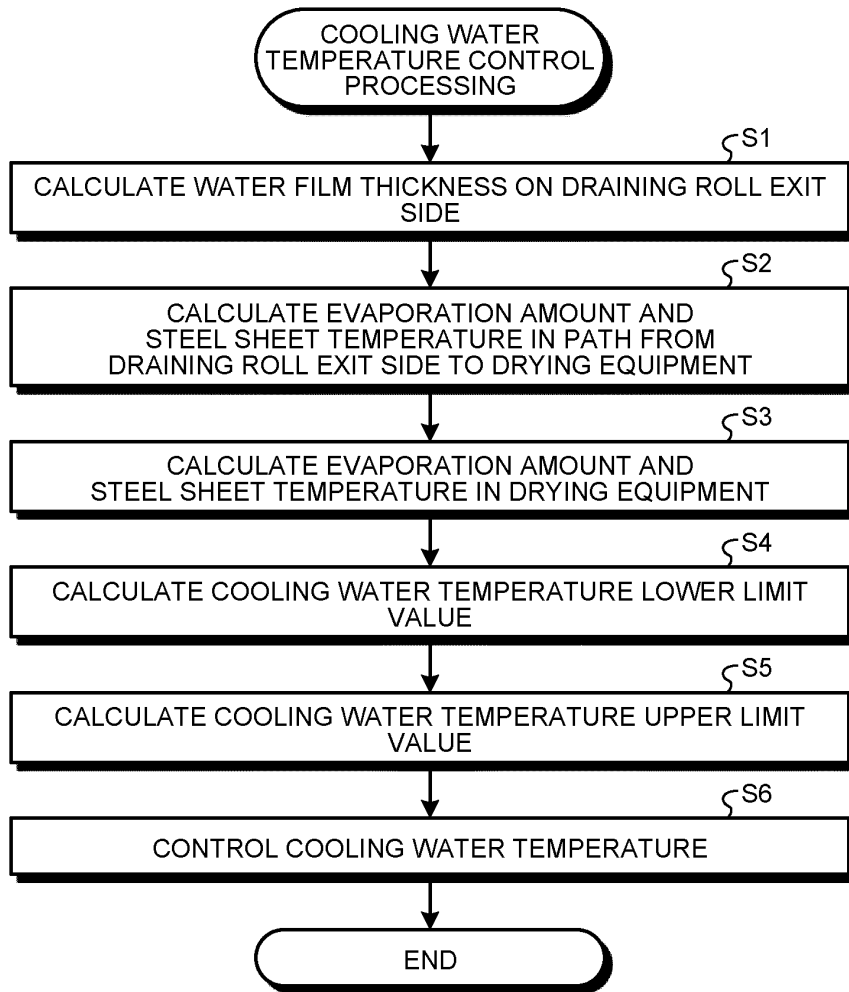 COOLING WATER
TEMPERATURE CONTROL
PROCESSING
S1
CALCULATE WATER FILM THICKNESS ON DRAINING ROLL EXIT
SIDE
S2
CALCULATE EVAPORATION AMOUNT AND
STEEL SHEET TEMPERATURE IN PATH FROM
DRAINING ROLL EXIT SIDE TO DRYING EQUIPMENT
S3
CALCULATE EVAPORATION AMOUNT AND
STEEL SHEET TEMPERATURE IN DRYING EQUIPMENT
S4
CALCULATE COOLING WATER TEMPERATURE LOWER LIMIT
VALUE
S5
CALCULATE COOLING WATER TEMPERATURE UPPER LIMIT
VALUE
S6
CONTROL COOLING WATER TEMPERATURE
END